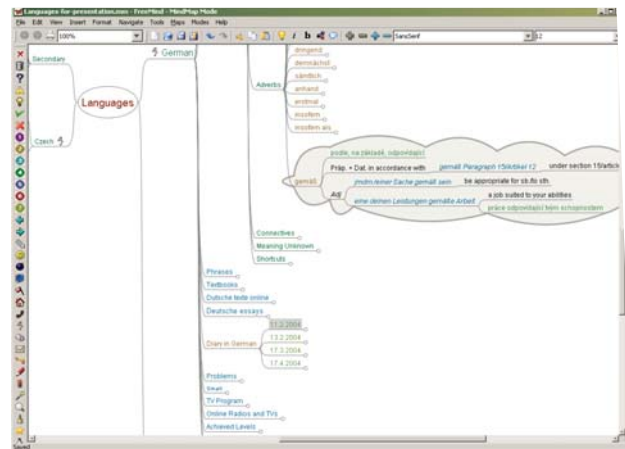 Languages-for-presentation.mm - FreeMind - MindMap Mode
File Edit View Insert Format Navigate Tools Maps Modes Help
100%
SansSerif
12
Secondary
Languages
Czech
German
Adverbs
dringend
demnächst
sämtlich
anhand
erstmal
insofern
insofern als
gemäß
podle, na základě, odpovídající
Präp. + Dat. in accordance with
gemäß Paragraph 15/Artikel 12
under section 15/article
Adj
jmdm./einer Sache gemäß sein
be appropriate for sb./to sth.
eine deinen Leistungen gemäße Arbeit
a job suited to your abilities
práce odpovídající tvým schopnostem
Connectives
Meaning Unknown
Shortcuts
Phrases
Textbooks
Deutsche essays
Diary in German
11.2.2004
13.2.2004
17.3.2004
17.4.2004
Problems
Small
TV Program
Online Radios and TVs
Achieved Levels
Saved